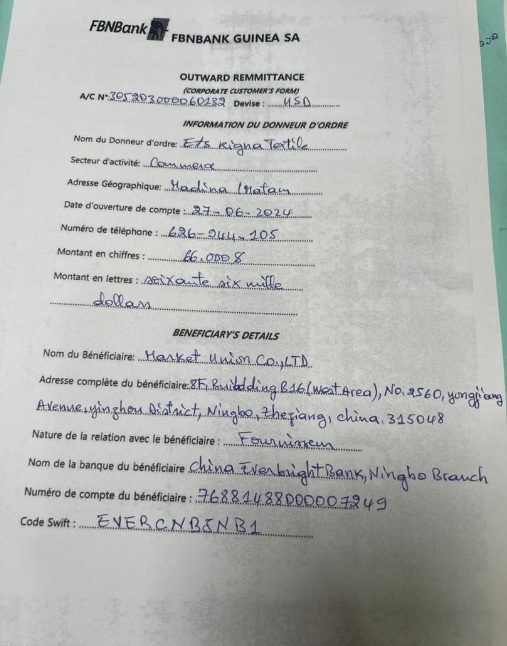 FBNBank FBNBANK GUINEA SA
OUTWARD REMMITTANCE
(CORPORATE CUSTOMER'S FORM)
A/C N° 305203000060182 Devise : USD
INFORMATION DU DONNEUR D'ORDRE
Nom du Donneur d'ordre: Ets Kigna Textile
Secteur d'activité: Commerce
Adresse Géographique: Madina /Matam
Date d'ouverture de compte : 27-06-2024
Numéro de téléphone : 626-944-105
Montant en chiffres : 66.000$
Montant en lettres : soixante six mille
dollars
BENEFICIARY'S DETAILS
Nom du Bénéficiaire: Market Union Co.,LTD
Adresse complète du bénéficiaire: 8F, Buildding B16 (West Area), No. 2560, yongjiang
Avenue, yinzhou District, Ningbo, Zhejiang, china. 315048
Nature de la relation avec le bénéficiaire : Fournisseur
Nom de la banque du bénéficiaire China Everbright Bank, Ningbo Branch
Numéro de compte du bénéficiaire : 76881488000007249
Code Swift : EVERCNBJNB1